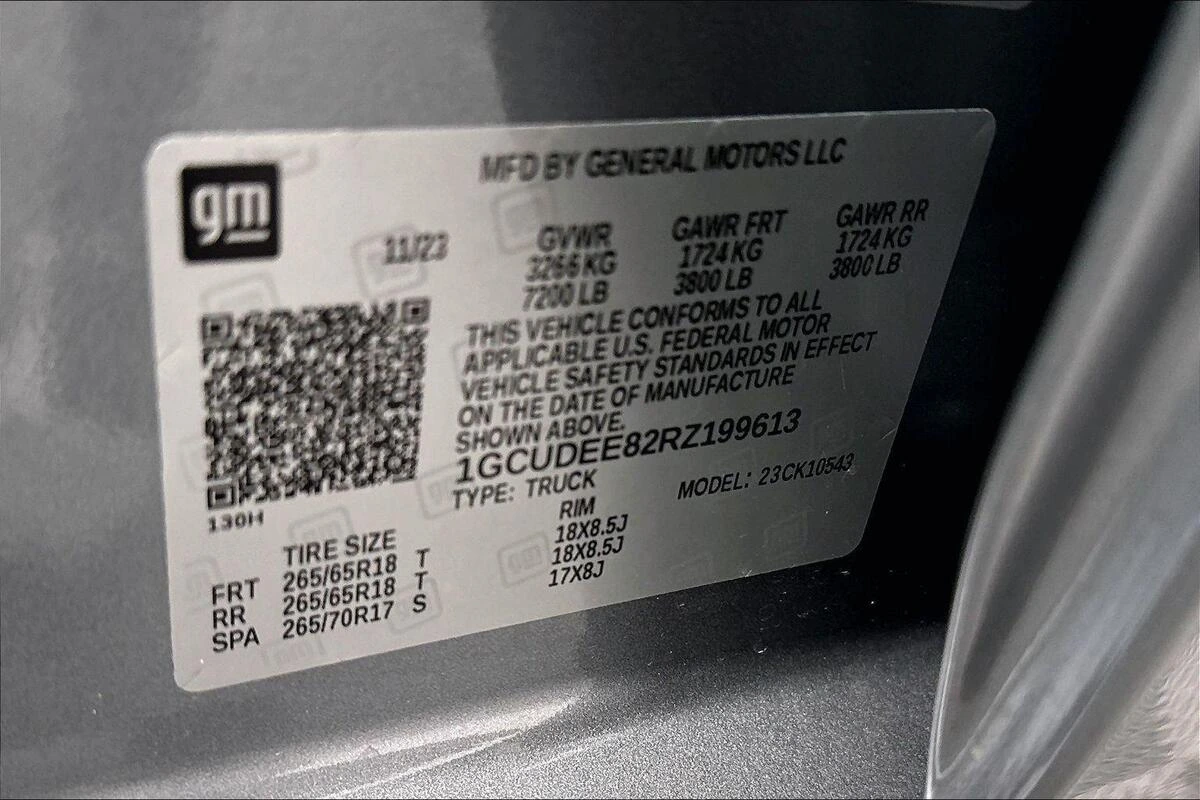 gm
MFD BY GENERAL MOTORS LLC
11/23
GVWR GAWR FRT GAWR RR
3266 KG 1724 KG 1724 KG
7200 LB 3800 LB 3800 LB
THIS VEHICLE CONFORMS TO ALL
APPLICABLE U.S. FEDERAL MOTOR
VEHICLE SAFETY STANDARDS IN EFFECT
ON THE DATE OF MANUFACTURE
SHOWN ABOVE.
1GCUDEE82RZ199613
TYPE: TRUCK MODEL: 23CK10543
130H
TIRE SIZE RIM
FRT 265/65R18 T 18X8.5J
RR 265/65R18 T 18X8.5J
SPA 265/70R17 S 17X8J